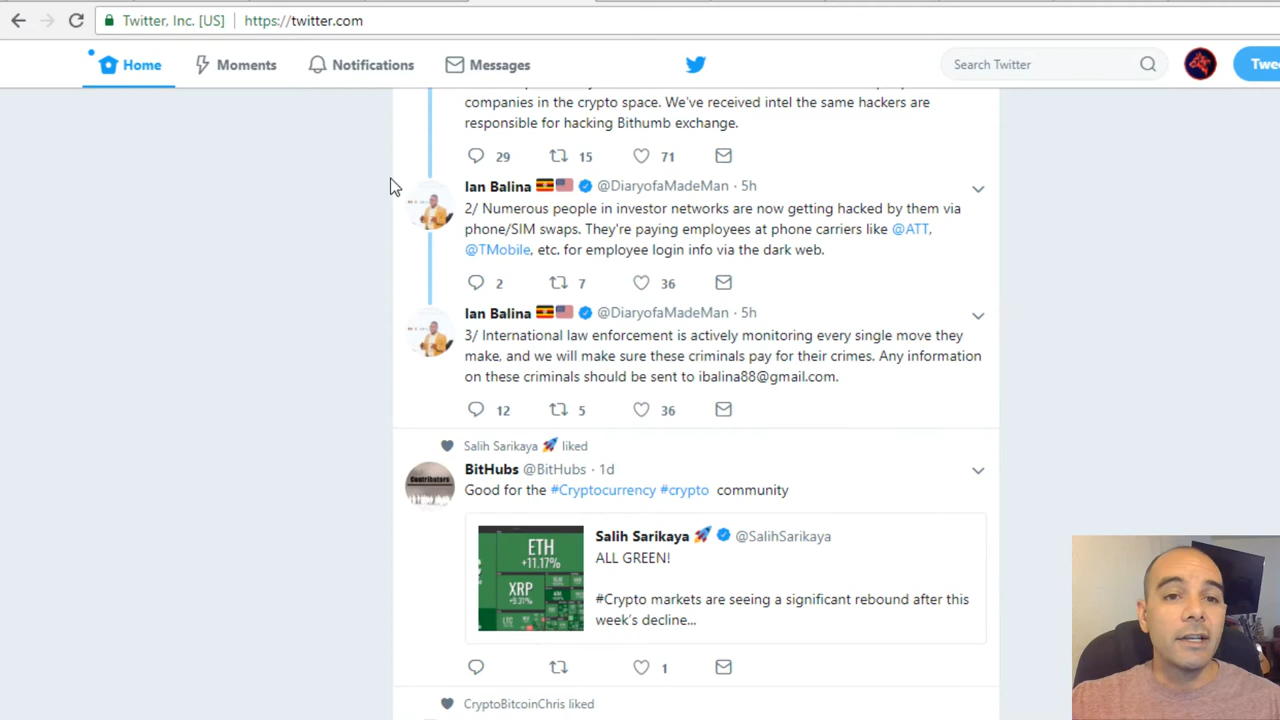 Twitter, Inc. [US] https://twitter.com
Home Moments Notifications Messages Search Twitter Twee
companies in the crypto space. We've received intel the same hackers are
responsible for hacking Bithumb exchange.
29 15 71
Ian Balina @DiaryofaMadeMan · 5h
2/ Numerous people in investor networks are now getting hacked by them via
phone/SIM swaps. They're paying employees at phone carriers like @ATT,
@TMobile, etc. for employee login info via the dark web.
2 7 36
Ian Balina @DiaryofaMadeMan · 5h
3/ International law enforcement is actively monitoring every single move they
make, and we will make sure these criminals pay for their crimes. Any information
on these criminals should be sent to ibalina88@gmail.com.
12 5 36
Salih Sarikaya liked
BitHubs @BitHubs · 1d
Contributors
Good for the #Cryptocurrency #crypto community
Salih Sarikaya @SalihSarikaya
ALL GREEN!
ETH
+11.17%
XRP
+9.31%
LTC
#Crypto markets are seeing a significant rebound after this
week's decline...
1
CryptoBitcoinChris liked